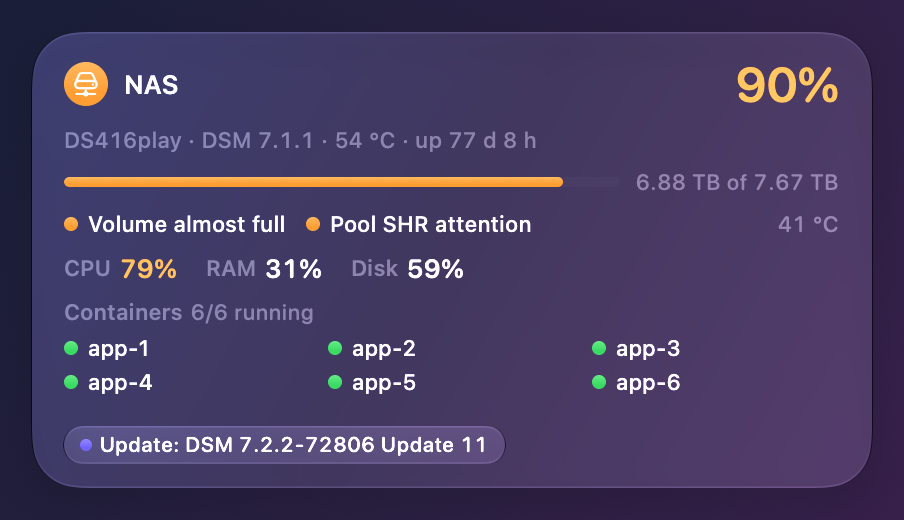 NAS 90%
DS416play · DSM 7.1.1 · 54 °C · up 77 d 8 h
6.88 TB of 7.67 TB
Volume almost full Pool SHR attention 41 °C
CPU 79% RAM 31% Disk 59%
Containers 6/6 running
app-1 app-2 app-3
app-4 app-5 app-6
Update: DSM 7.2.2-72806 Update 11